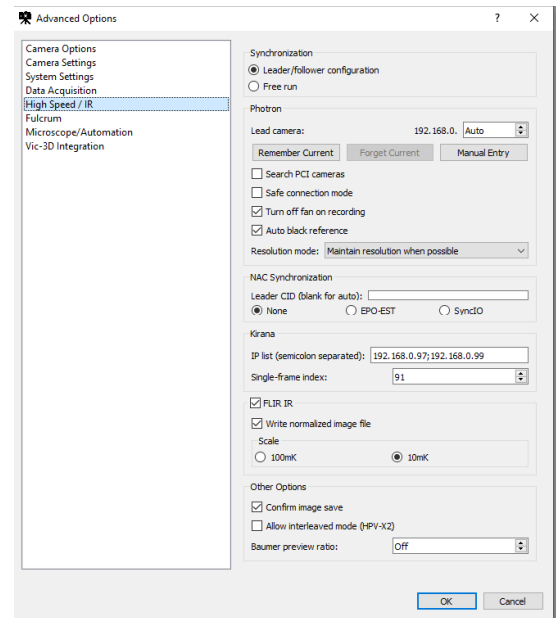 Advanced Options
Camera Options
Camera Settings
System Settings
Data Acquisition
High Speed / IR
Fulcrum
Microscope/Automation
Vic-3D Integration
Synchronization
Leader/follower configuration
Free run
Photron
Lead camera: 192.168.0. Auto
Remember Current Forget Current Manual Entry
Search PCI cameras
Safe connection mode
Turn off fan on recording
Auto black reference
Resolution mode: Maintain resolution when possible
NAC Synchronization
Leader CID (blank for auto):
None EPO-EST SyncIO
Kirana
IP list (semicolon separated): 192.168.0.97;192.168.0.99
Single-frame index: 91
FLIR IR
Write normalized image file
Scale
100mK 10mK
Other Options
Confirm image save
Allow interleaved mode (HPV-X2)
Baumer preview ratio: Off
OK Cancel